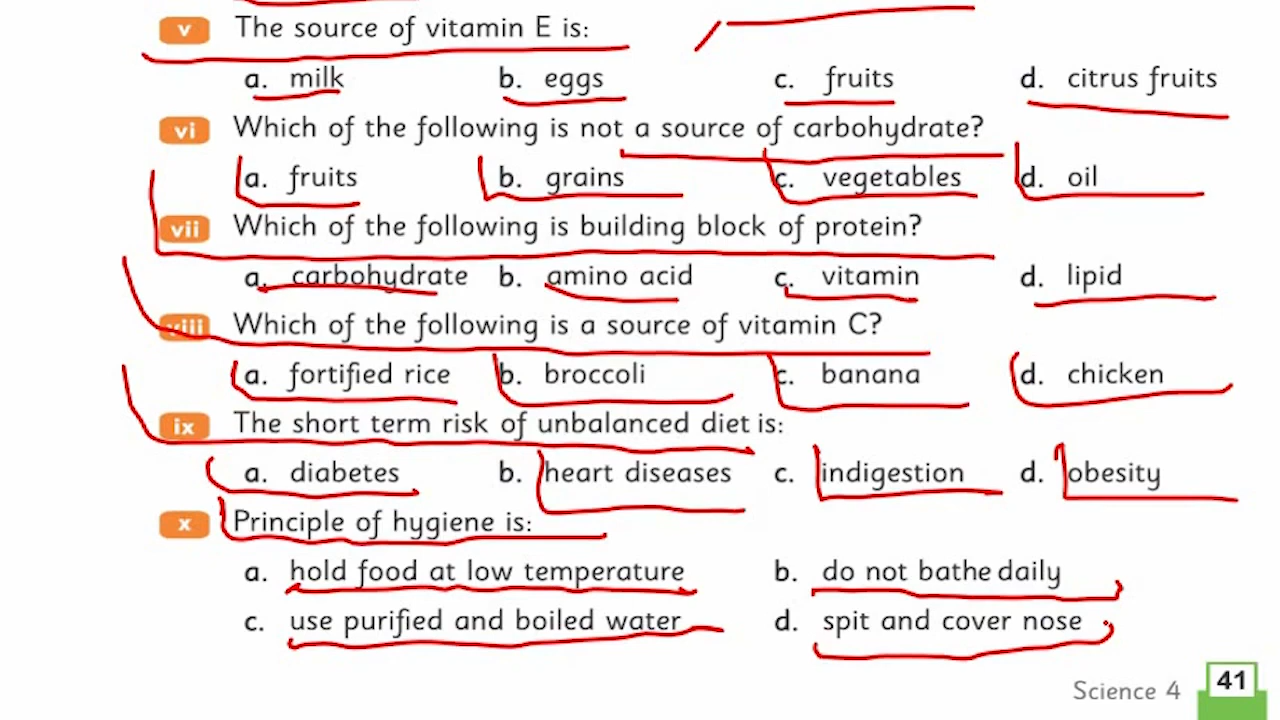 v The source of vitamin E is:
a. milk b. eggs c. fruits d. citrus fruits
vi Which of the following is not a source of carbohydrate?
a. fruits b. grains c. vegetables d. oil
vii Which of the following is building block of protein?
a. carbohydrate b. amino acid c. vitamin d. lipid
viii Which of the following is a source of vitamin C?
a. fortified rice b. broccoli c. banana d. chicken
ix The short term risk of unbalanced diet is:
a. diabetes b. heart diseases c. indigestion d. obesity
x Principle of hygiene is:
a. hold food at low temperature b. do not bathe daily
c. use purified and boiled water d. spit and cover nose
Science 4 41